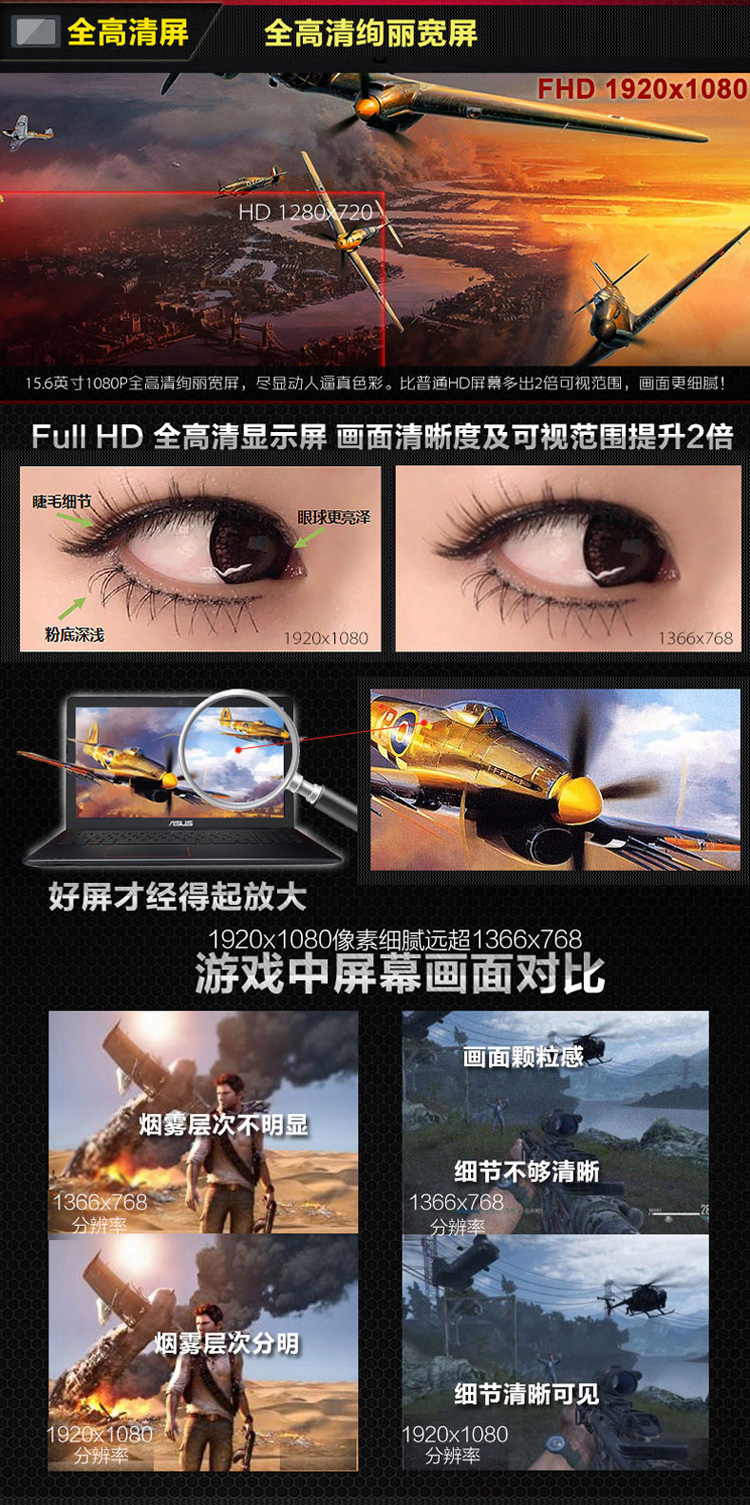 全高清屏
全高清绚丽宽屏
FHD 1920x1080
HD 1280x720
15.6英寸1080P全高清绚丽宽屏，尽显动人逼真色彩。比普通HD屏幕多出2倍可视范围，画面更细腻！
Full HD 全高清显示屏 画面清晰度及可视范围提升2倍
睫毛细节
眼球更亮泽
粉底深浅
1920x1080
1366x768
ASUS
好屏才经得起放大
1920x1080像素细腻远超1366x768
游戏中屏幕画面对比
烟雾层次不明显
1366x768
分辨率
画面颗粒感
细节不够清晰
1366x768
分辨率
28
烟雾层次分明
1920x1080
分辨率
细节清晰可见
1920x1080
分辨率